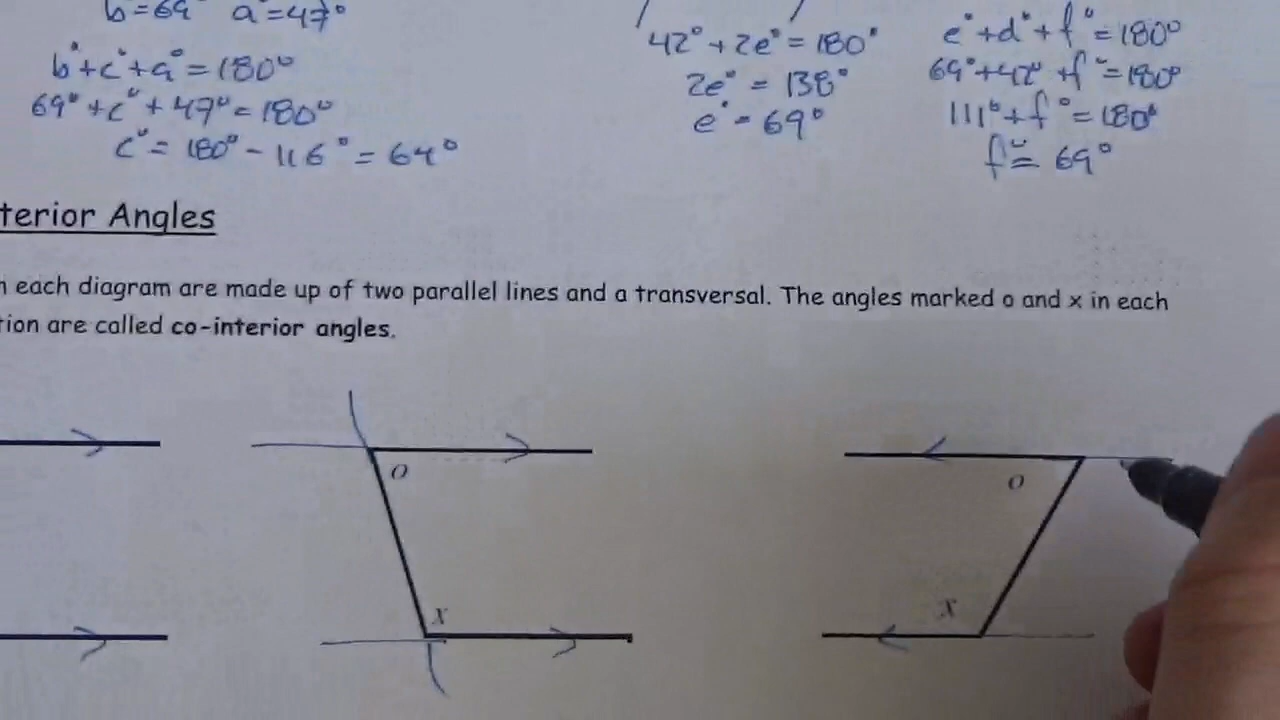 b=69° a°=47°
b°+c°+a°=180°
69°+c°+47°=180°
c°=180°-116°=64°
42°+2e°=180°
2e°=138°
e°=69°
e°+d°+f°=180°
69°+42°+f°=180°
111°+f°=180°
f°=69°
terior Angles
n each diagram are made up of two parallel lines and a transversal. The angles marked o and x in each
tion are called co-interior angles.
o
x
o
x